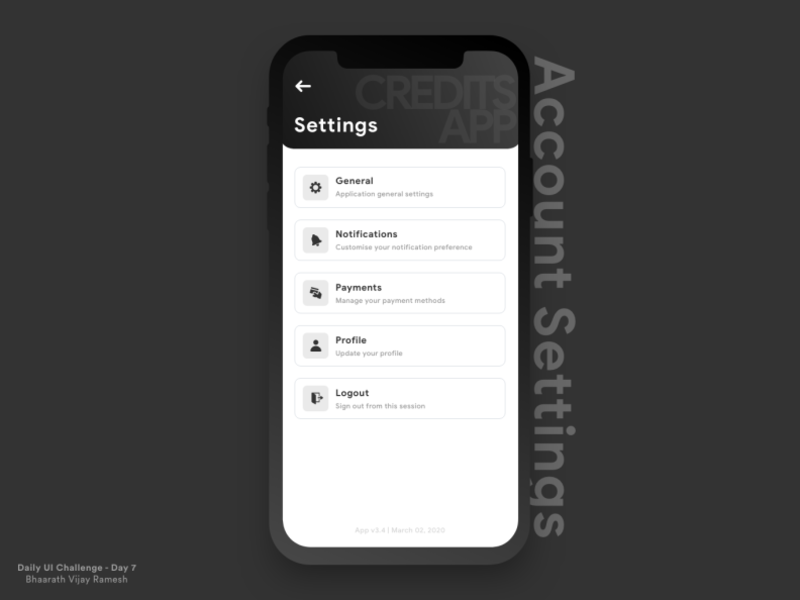 CREDITS
APP
Settings
General
Application general settings
Notifications
Customise your notification preference
Payments
Manage your payment methods
Profile
Update your profile
Logout
Sign out from this session
App v3.4 | March 02, 2020
Account Settings
Daily UI Challenge - Day 7
Bhaarath Vijay Ramesh